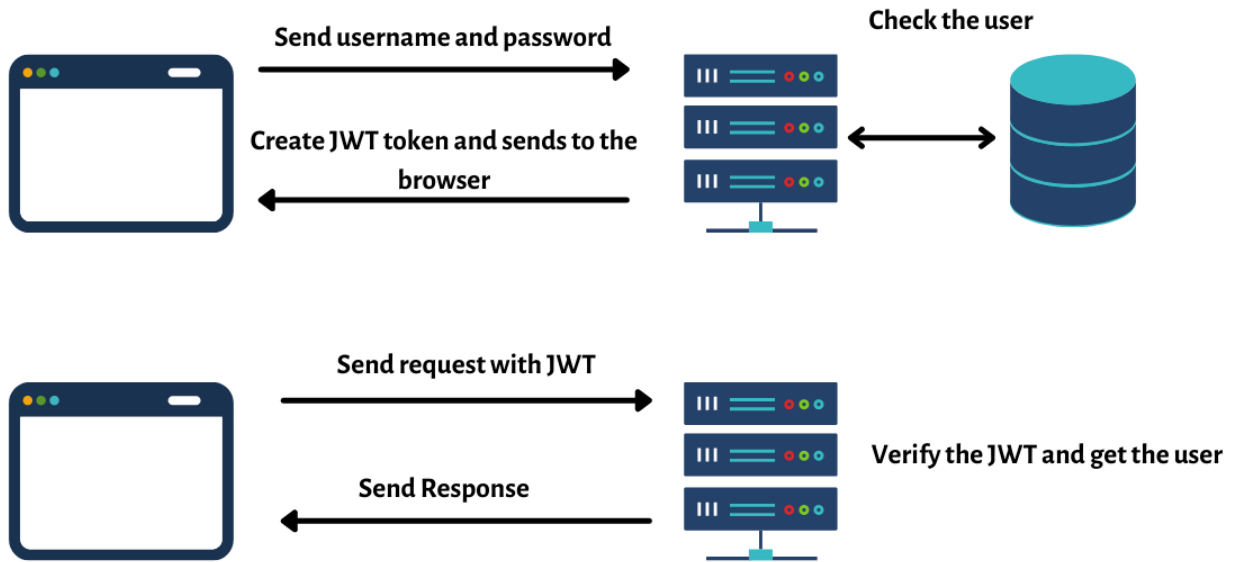 Check the user
Send username and password
Create JWT token and sends to the
browser
Send request with JWT
Verify the JWT and get the user
Send Response